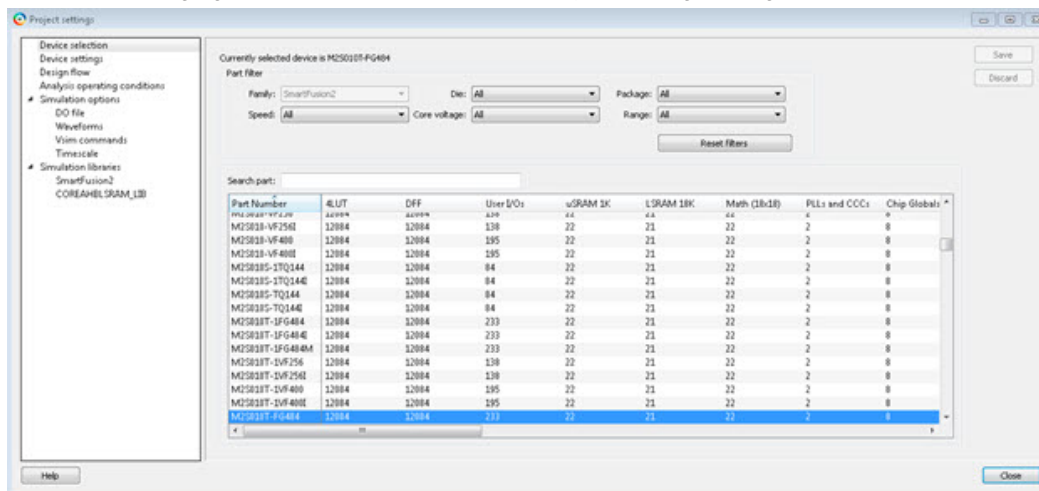 Project settings
Device selection
Device settings
Design flow
Analysis operating conditions
Simulation options
DO file
Waveforms
Vsim commands
Timescale
Simulation libraries
SmartFusion2
COREAHBLSRAM_LIB
Currently selected device is M2S010T-FG484
Part filter
Family: SmartFusion2 Die: All Package: All
Speed: All Core voltage: All Range: All
Reset filters
Save
Discard
Search part:
Part Number 4LUT DFF User I/Os uSRAM 1K LSRAM 18K Math (18x18) PLLs and CCCs Chip Globals
M2S010-VF256 12084 12084 138 22 21 22 2 8
M2S010-VF256I 12084 12084 138 22 21 22 2 8
M2S010-VF400 12084 12084 195 22 21 22 2 8
M2S010-VF400I 12084 12084 195 22 21 22 2 8
M2S010S-1TQ144 12084 12084 84 22 21 22 2 8
M2S010S-1TQ144I 12084 12084 84 22 21 22 2 8
M2S010S-TQ144 12084 12084 84 22 21 22 2 8
M2S010S-TQ144I 12084 12084 84 22 21 22 2 8
M2S010T-1FG484 12084 12084 233 22 21 22 2 8
M2S010T-1FG484I 12084 12084 233 22 21 22 2 8
M2S010T-1FG484M 12084 12084 233 22 21 22 2 8
M2S010T-1VF256 12084 12084 138 22 21 22 2 8
M2S010T-1VF256I 12084 12084 138 22 21 22 2 8
M2S010T-1VF400 12084 12084 195 22 21 22 2 8
M2S010T-1VF400I 12084 12084 195 22 21 22 2 8
M2S010T-FG484 12084 12084 233 22 21 22 2 8
Help
Close